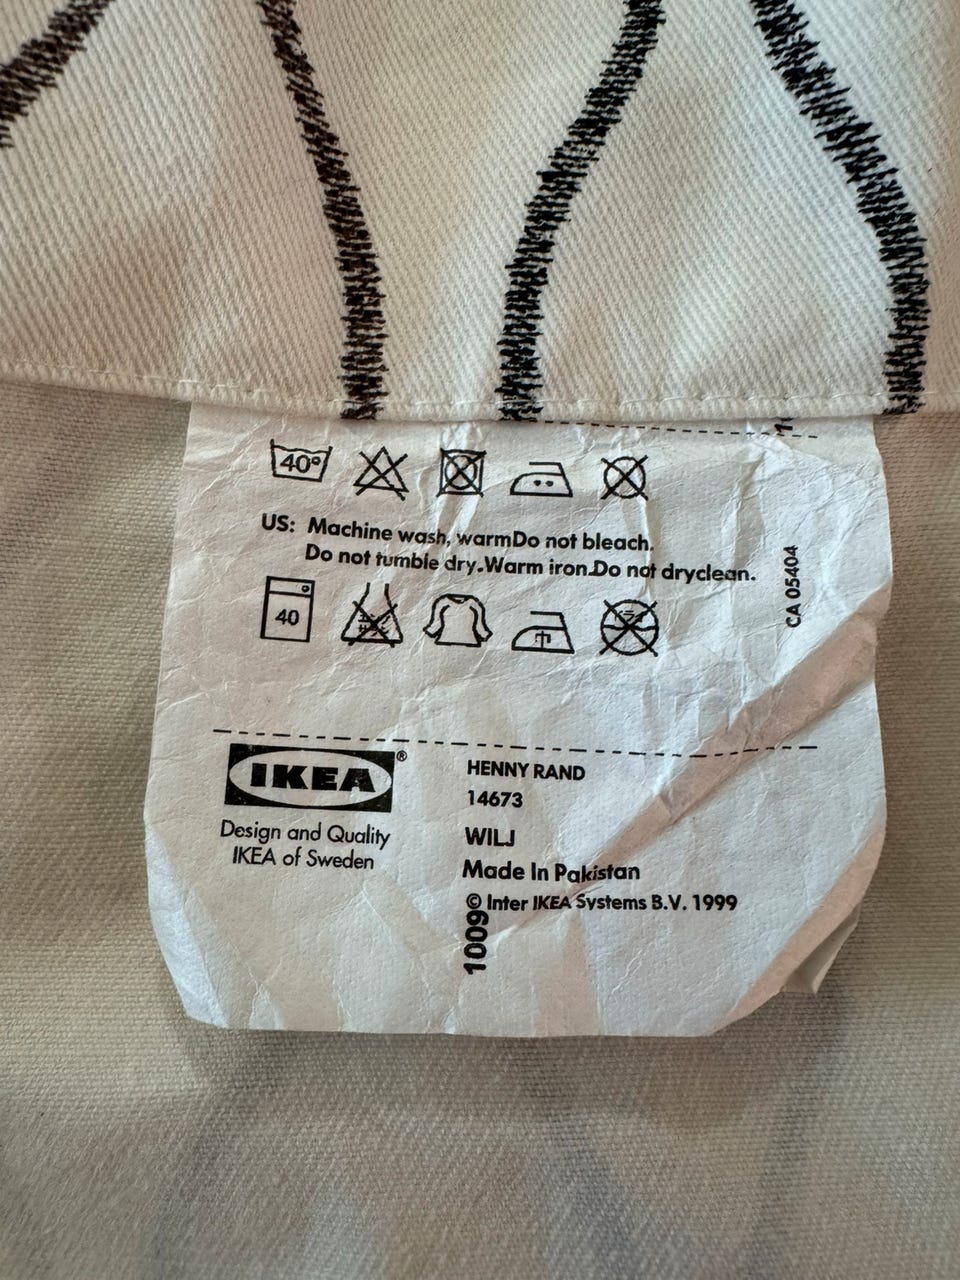 40°
US: Machine wash, warmDo not bleach.
Do not tumble dry.Warm iron.Do not dryclean.
40 中
CA 05404
IKEA®
Design and Quality
IKEA of Sweden
HENNY RAND
14673
WILJ
Made In Pakistan
© Inter IKEA Systems B.V. 1999
1009